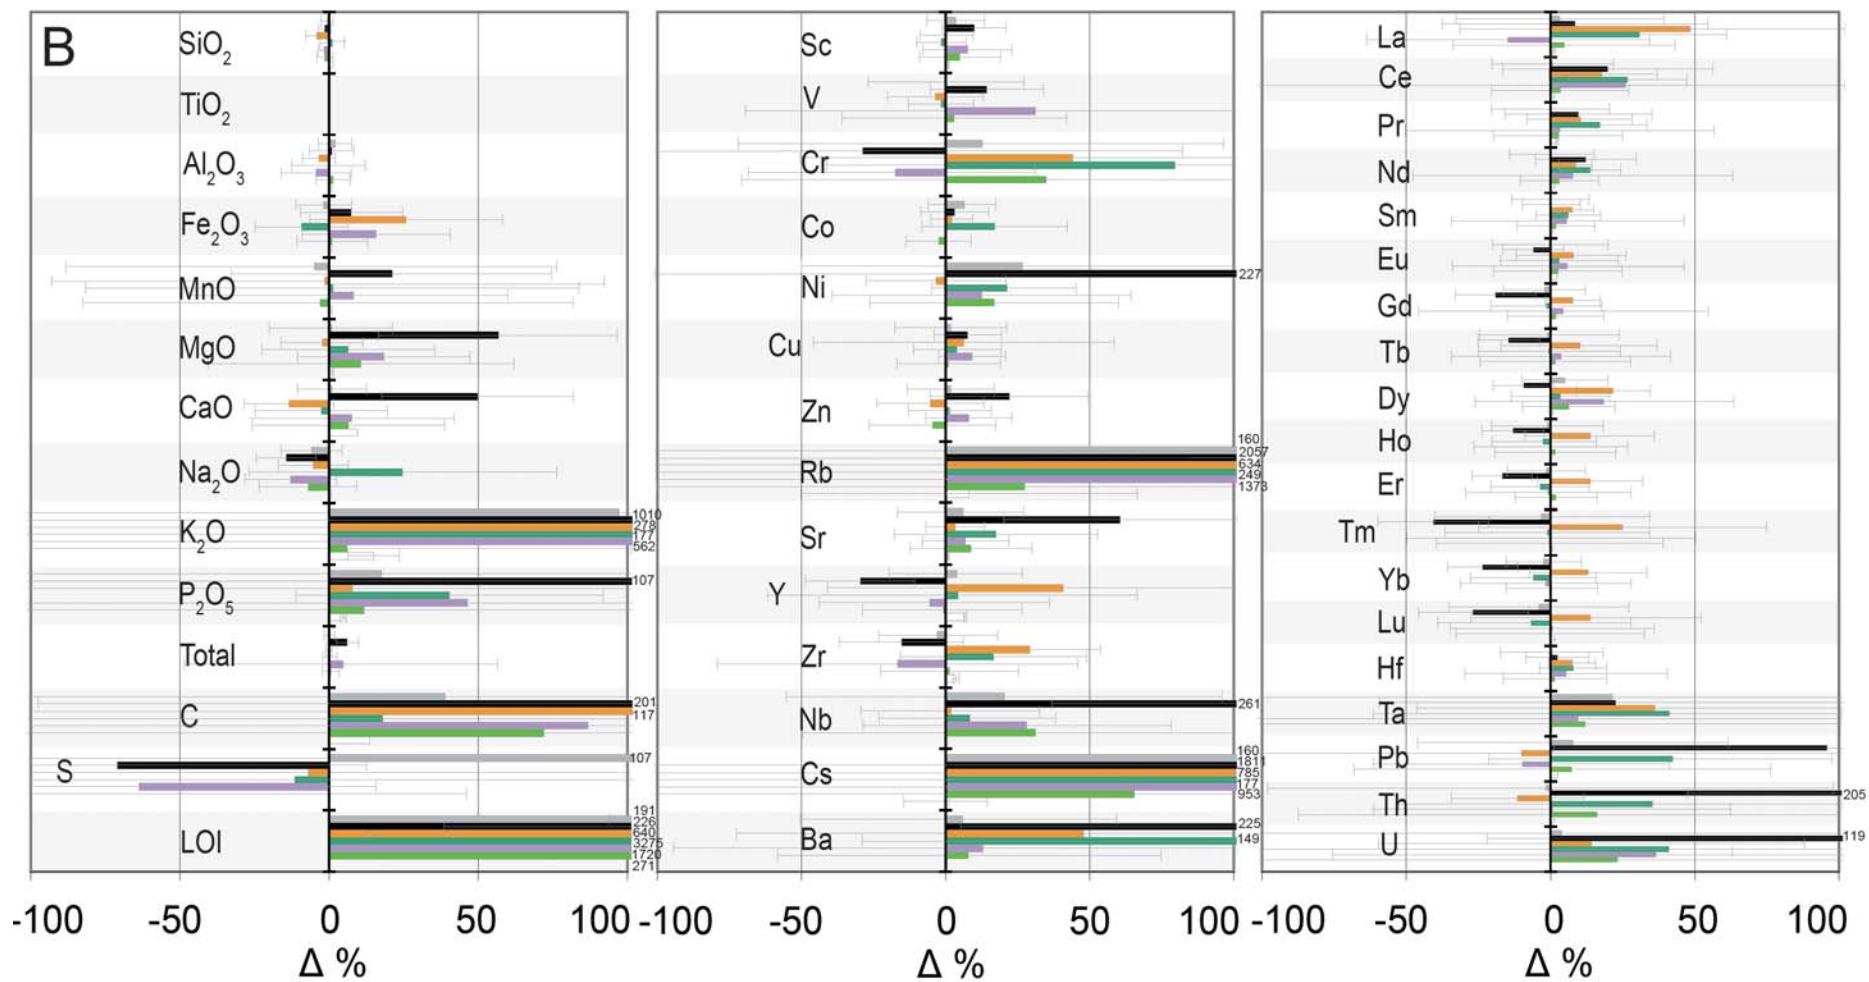 B
SiO2
TiO2
Al2O3
Fe2O3
MnO
MgO
CaO
Na2O
K2O
1010
278
177
562
P2O5
107
Total
C
201
117
S
107
LOI
191
226
640
3275
1720
271
-100 -50 0 50 100
Δ %
Sc
V
Cr
Co
Ni
227
Cu
Zn
Rb
160
2057
634
249
1373
Sr
Y
Zr
Nb
261
Cs
160
1811
785
177
953
Ba
225
149
-100 -50 0 50 100
Δ %
La
Ce
Pr
Nd
Sm
Eu
Gd
Tb
Dy
Ho
Er
Tm
Yb
Lu
Hf
Ta
Pb
Th
205
U
119
-100 -50 0 50 100
Δ %